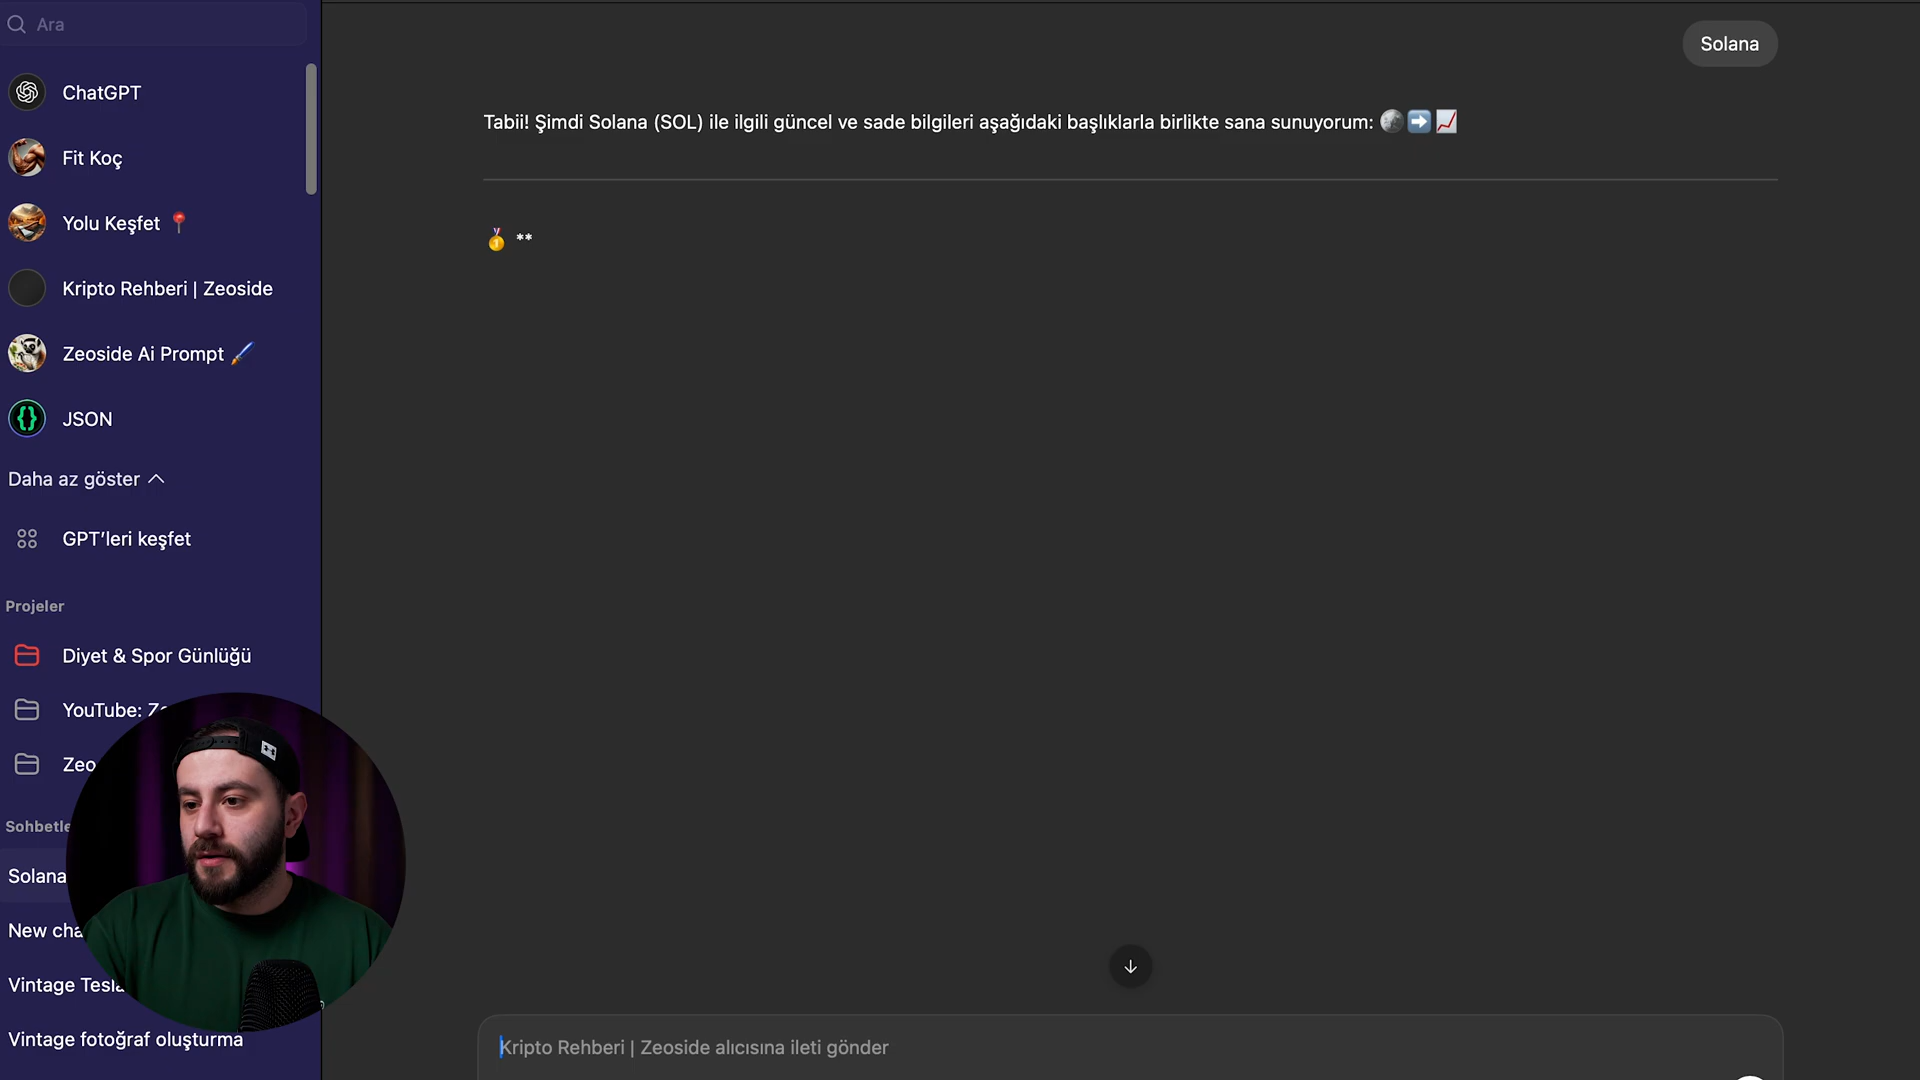 Ara
ChatGPT
Fit Koç
Yolu Keşfet
Kripto Rehberi | Zeoside
Zeoside Ai Prompt
JSON
Daha az göster
GPT’leri keşfet
Projeler
Diyet & Spor Günlüğü
YouTube:
Sohbetle
Solana
New cha
Vintage Tesla
Vintage fotoğraf oluşturma
Solana
Tabii! Şimdi Solana (SOL) ile ilgili güncel ve sade bilgileri aşağıdaki başlıklarla birlikte sana sunuyorum:
**
Kripto Rehberi | Zeoside alıcısına ileti gönder